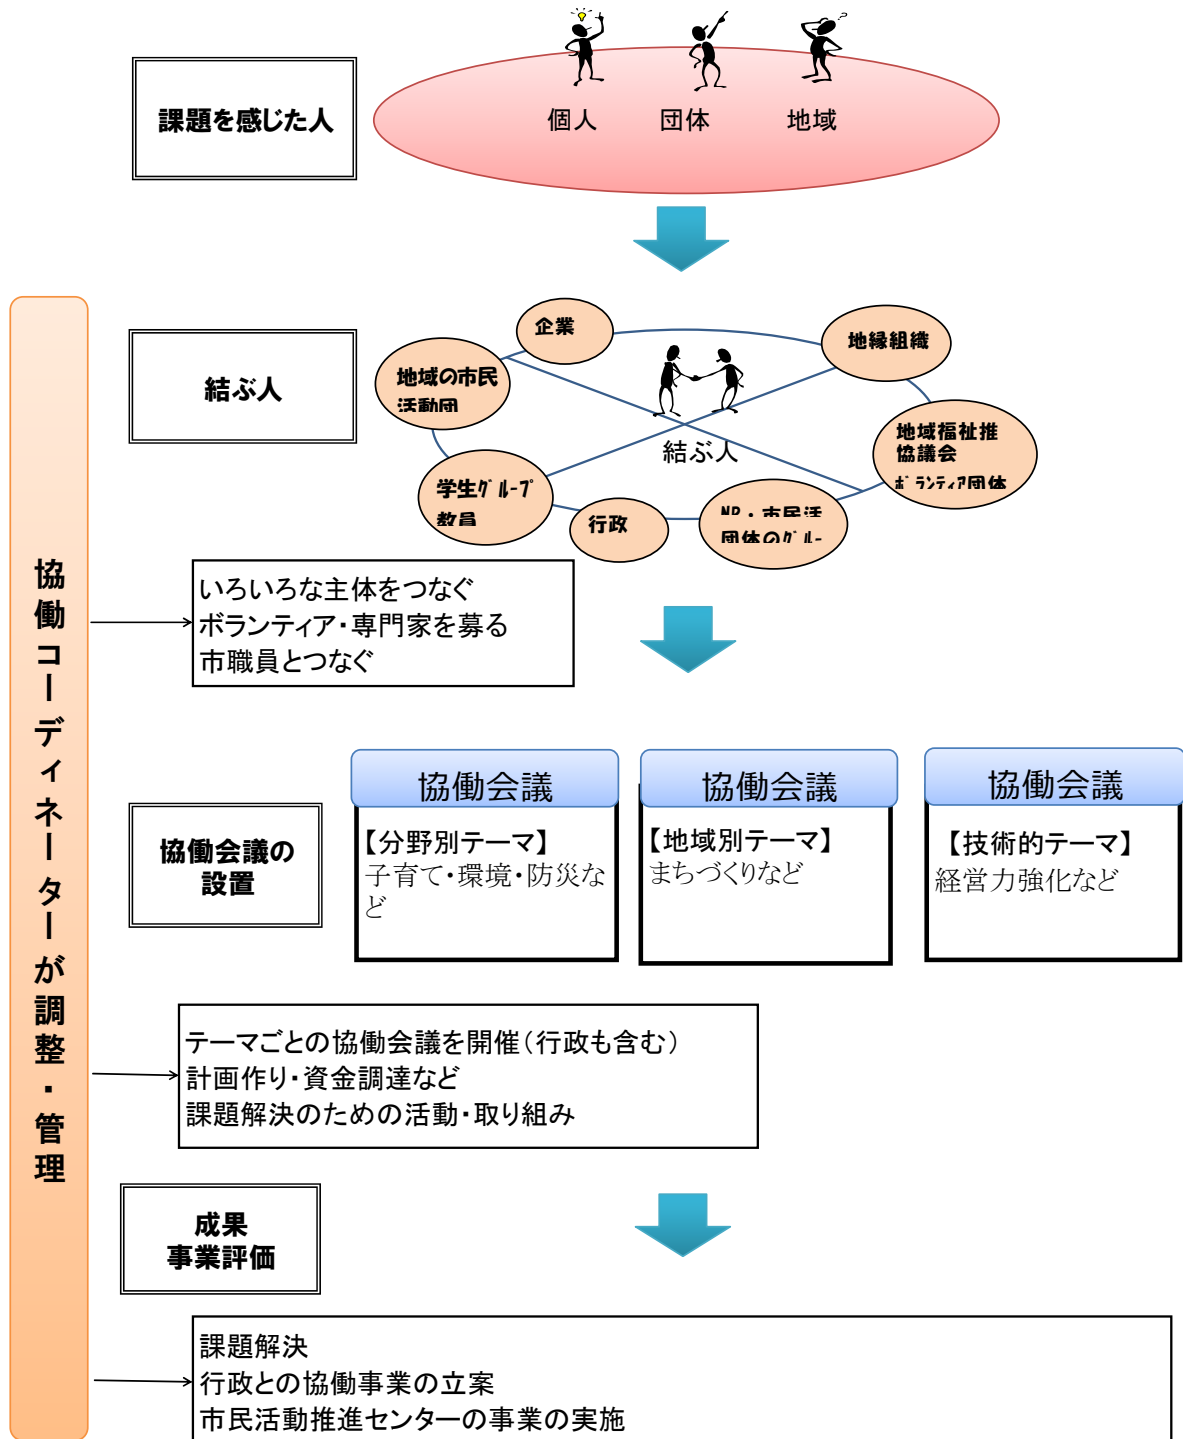 課題を感じた人
個人 団体 地域
企業
地縁組織
地域の市民
活動団
結ぶ人
結ぶ人
地域福祉推
協議会
ﾎﾞﾗﾝﾃｨｱ団体
学生ｸﾞﾙｰﾌﾟ
教員
行政
・市民活
団体のｸﾞﾙｰ
協働コーディネーターが調整・管理
いろいろな主体をつなぐ
ボランティア・専門家を募る
市職員とつなぐ
協働会議の
設置
協働会議
【分野別テーマ】
子育て・環境・防災な
ど
協働会議
【地域別テーマ】
まちづくりなど
協働会議
【技術的テーマ】
経営力強化など
テーマごとの協働会議を開催（行政も含む）
計画作り・資金調達など
課題解決のための活動・取り組み
成果
事業評価
課題解決
行政との協働事業の立案
市民活動推進センターの事業の実施